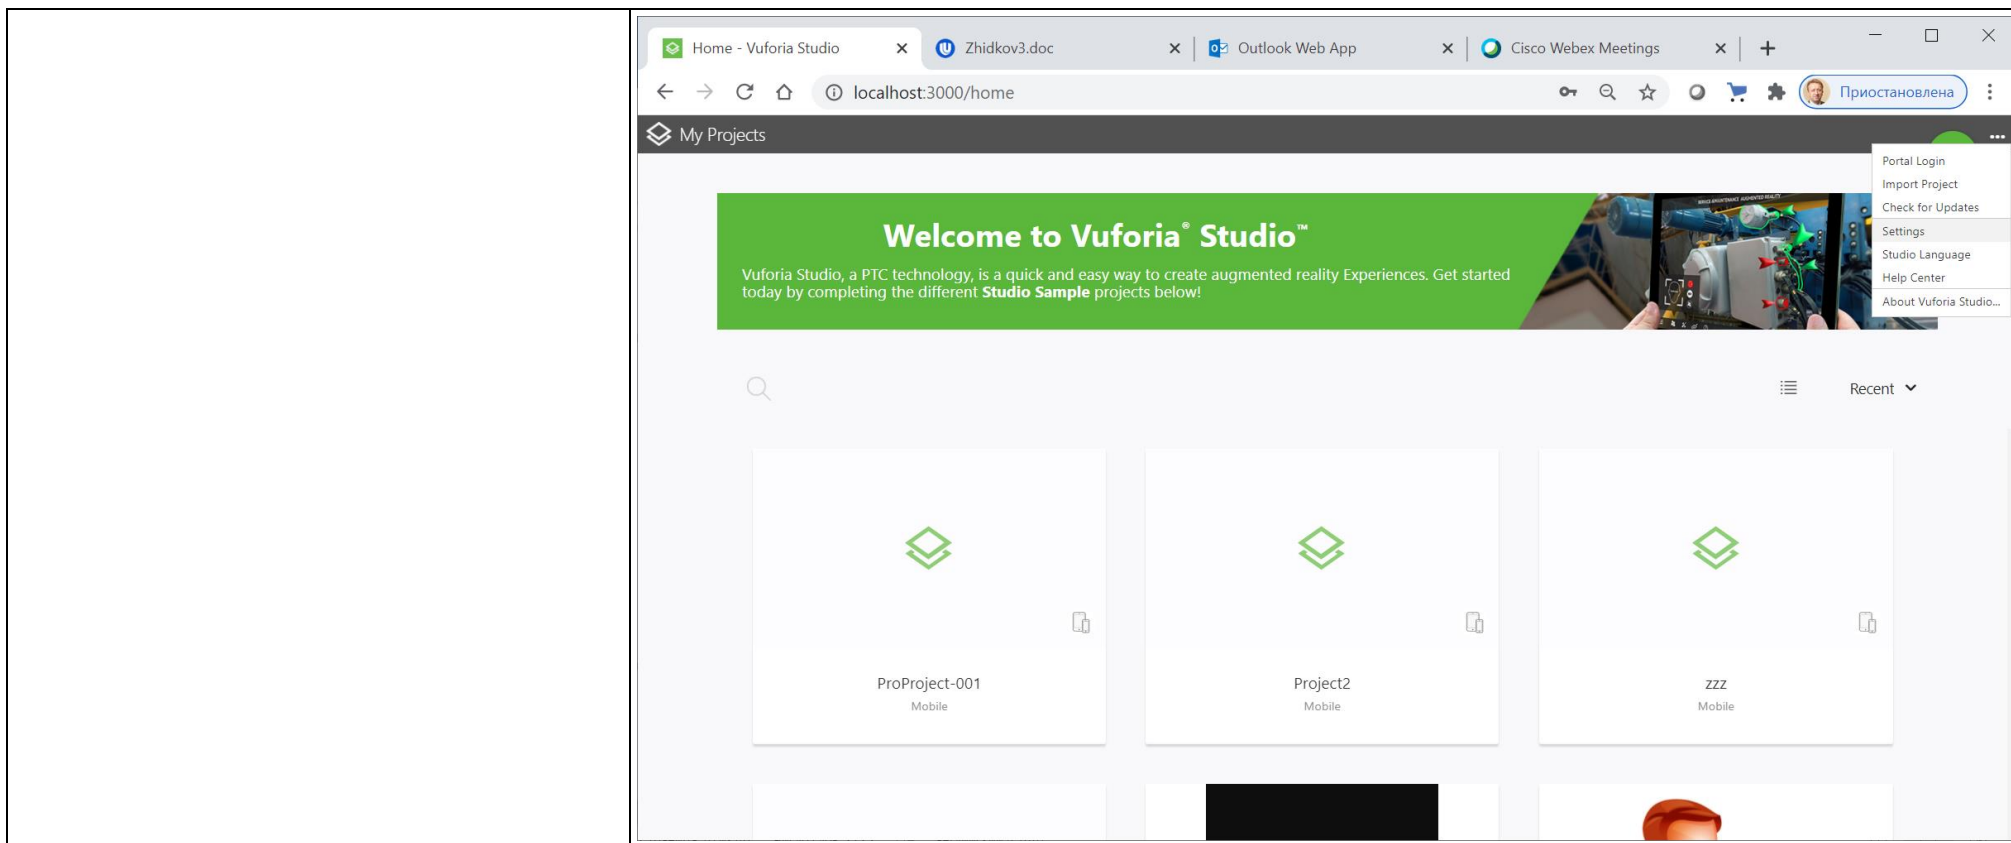 Home - Vuforia Studio
Zhidkov3.doc
Outlook Web App
Cisco Webex Meetings
localhost:3000/home
Приостановлена
My Projects
Portal Login
Import Project
Check for Updates
Settings
Studio Language
Help Center
About Vuforia Studio...
Welcome to Vuforia® Studio™
Vuforia Studio, a PTC technology, is a quick and easy way to create augmented reality Experiences. Get started
today by completing the different Studio Sample projects below!
Recent
ProProject-001
Mobile
Project2
Mobile
zzz
Mobile